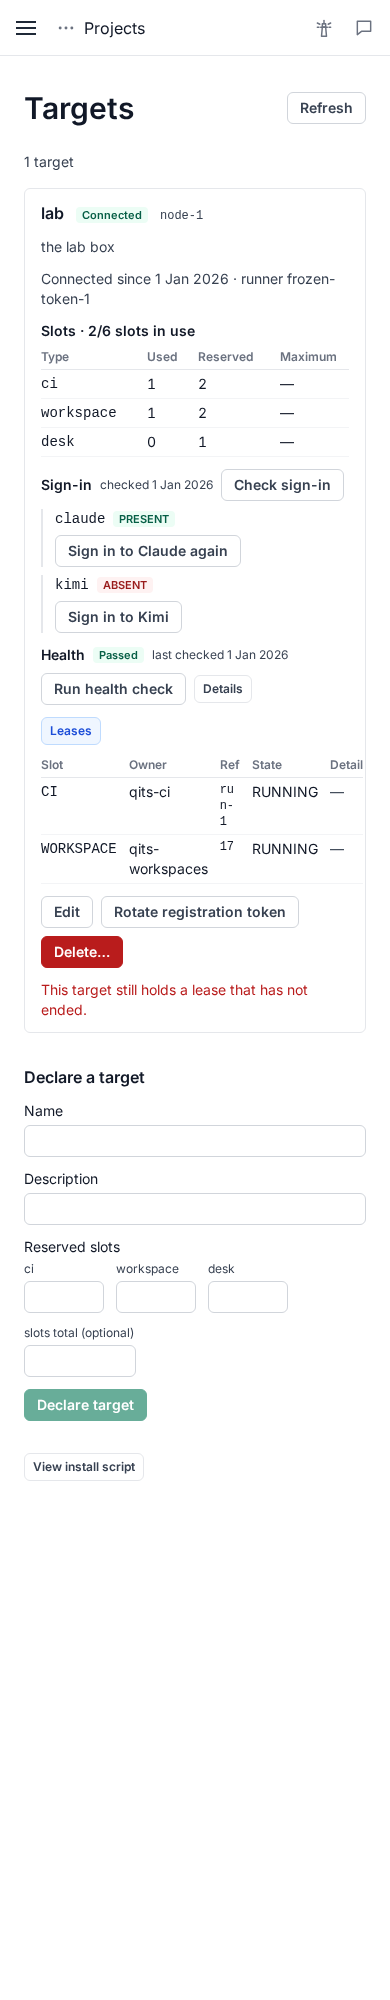 Projects
Targets
Refresh
1 target
lab Connected node-1
the lab box
Connected since 1 Jan 2026 · runner frozen-
token-1
Slots · 2/6 slots in use
Type Used Reserved Maximum
ci 1 2 —
workspace 1 2 —
desk 0 1 —
Sign-in checked 1 Jan 2026 Check sign-in
claude PRESENT
Sign in to Claude again
kimi ABSENT
Sign in to Kimi
Health Passed last checked 1 Jan 2026
Run health check Details
Leases
Slot Owner Ref State Detail
CI qits-ci ru RUNNING —
n-
1
WORKSPACE qits- 17 RUNNING —
workspaces
Edit Rotate registration token
Delete...
This target still holds a lease that has not
ended.
Declare a target
Name
Description
Reserved slots
ci workspace desk
slots total (optional)
Declare target
View install script